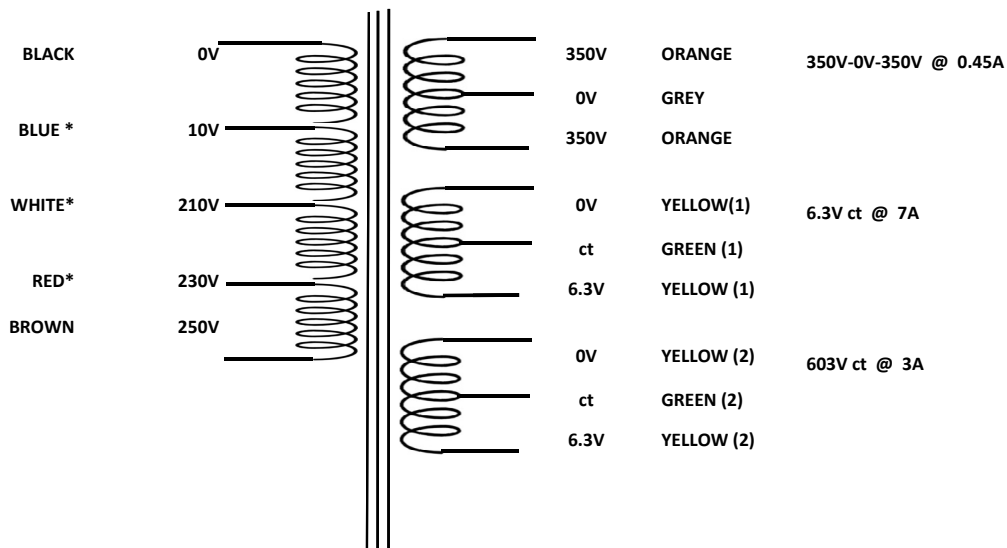 BLACK 0V 350V ORANGE 350V-0V-350V @ 0.45A
0V GREY
BLUE * 10V 350V ORANGE
WHITE* 210V 0V YELLOW(1) 6.3V ct @ 7A
ct GREEN (1)
RED* 230V 6.3V YELLOW (1)
BROWN 250V
0V YELLOW (2) 603V ct @ 3A
ct GREEN (2)
6.3V YELLOW (2)